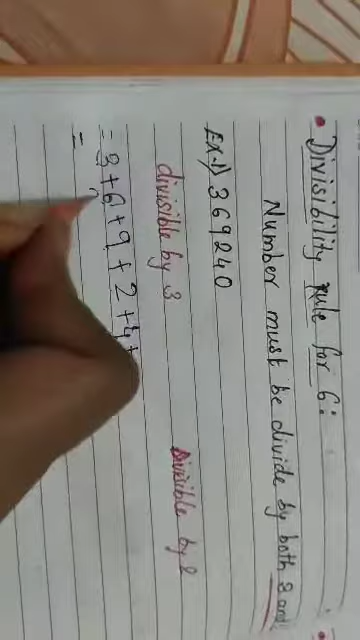 • Divisibility rule for 6:
Number must be divide by both 3 and
Ex-1) 369240
divisible by 3 Divisible by 2
= 3+6+9+2+4+
=